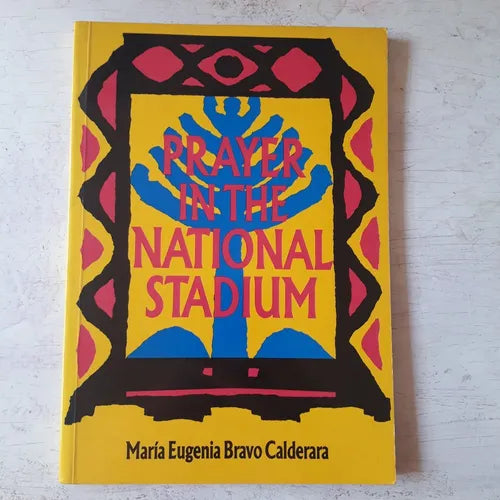 PRAYER
IN THE
NATIONAL
STADIUM
María Eugenia Bravo Calderara